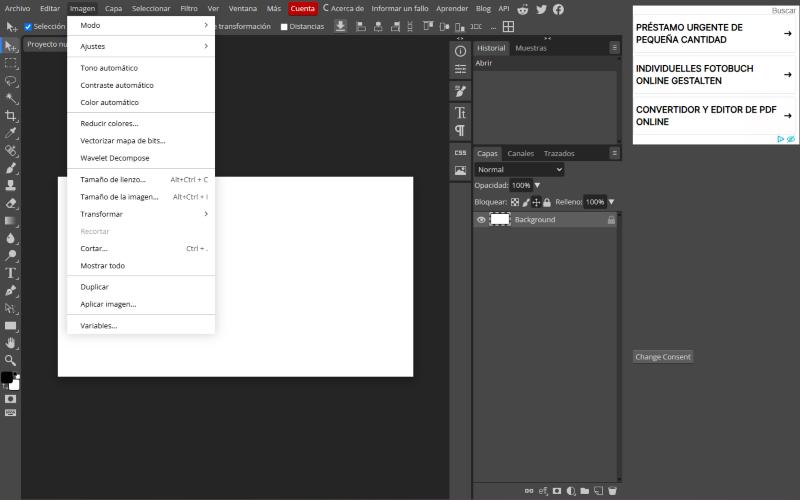 Archivo Editar Imagen Capa Seleccionar Filtro Ver Ventana Más Cuenta Acerca de Informar un fallo Aprender Blog API
Buscar
Selección
e transformación
Distancias
...
Proyecto nu
Modo
Ajustes
Tono automático
Contraste automático
Color automático
Reducir colores...
Vectorizar mapa de bits...
Wavelet Decompose
Tamaño de lienzo... Alt+Ctrl + C
Tamaño de la imagen... Alt+Ctrl + I
Transformar
Recortar
Cortar... Ctrl + .
Mostrar todo
Duplicar
Aplicar imagen...
Variables...
Historial Muestras
Abrir
CSS
Capas Canales Trazados
Normal
Opacidad: 100%
Bloquear: Relleno: 100%
Background
eff
PRÉSTAMO URGENTE DE
PEQUEÑA CANTIDAD
INDIVIDUELLES FOTOBUCH
ONLINE GESTALTEN
CONVERTIDOR Y EDITOR DE PDF
ONLINE
Change Consent